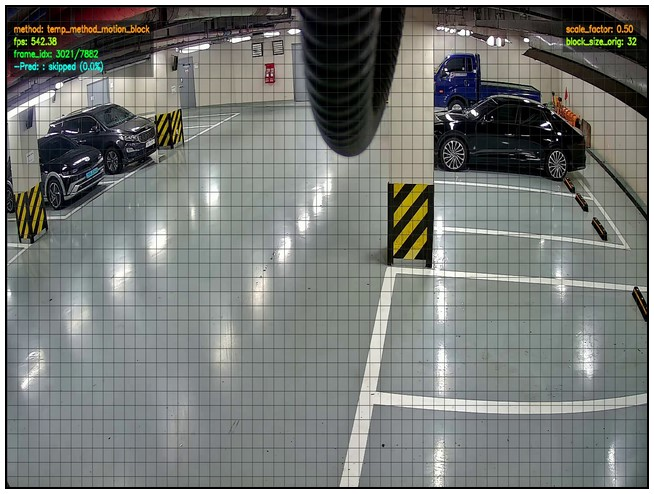 method: temp_method_motion_block
fps: 542.38
frame_idx: 3021/7882
-Pred: : skipped (0.0%)
scale_factor: 0.50
block_size_orig: 32